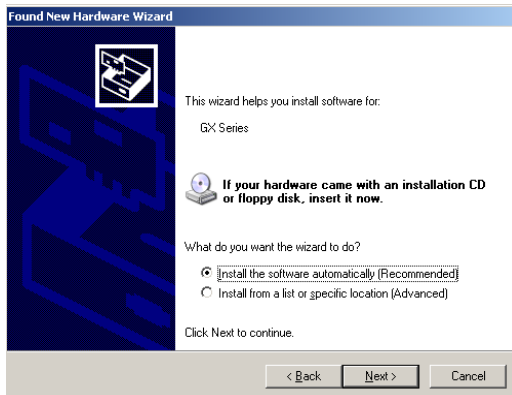 Found New Hardware Wizard
This wizard helps you install software for:
GX Series
If your hardware came with an installation CD
or floppy disk, insert it now.
What do you want the wizard to do?
Install the software automatically (Recommended)
Install from a list or specific location (Advanced)
Click Next to continue.
< Back Next > Cancel